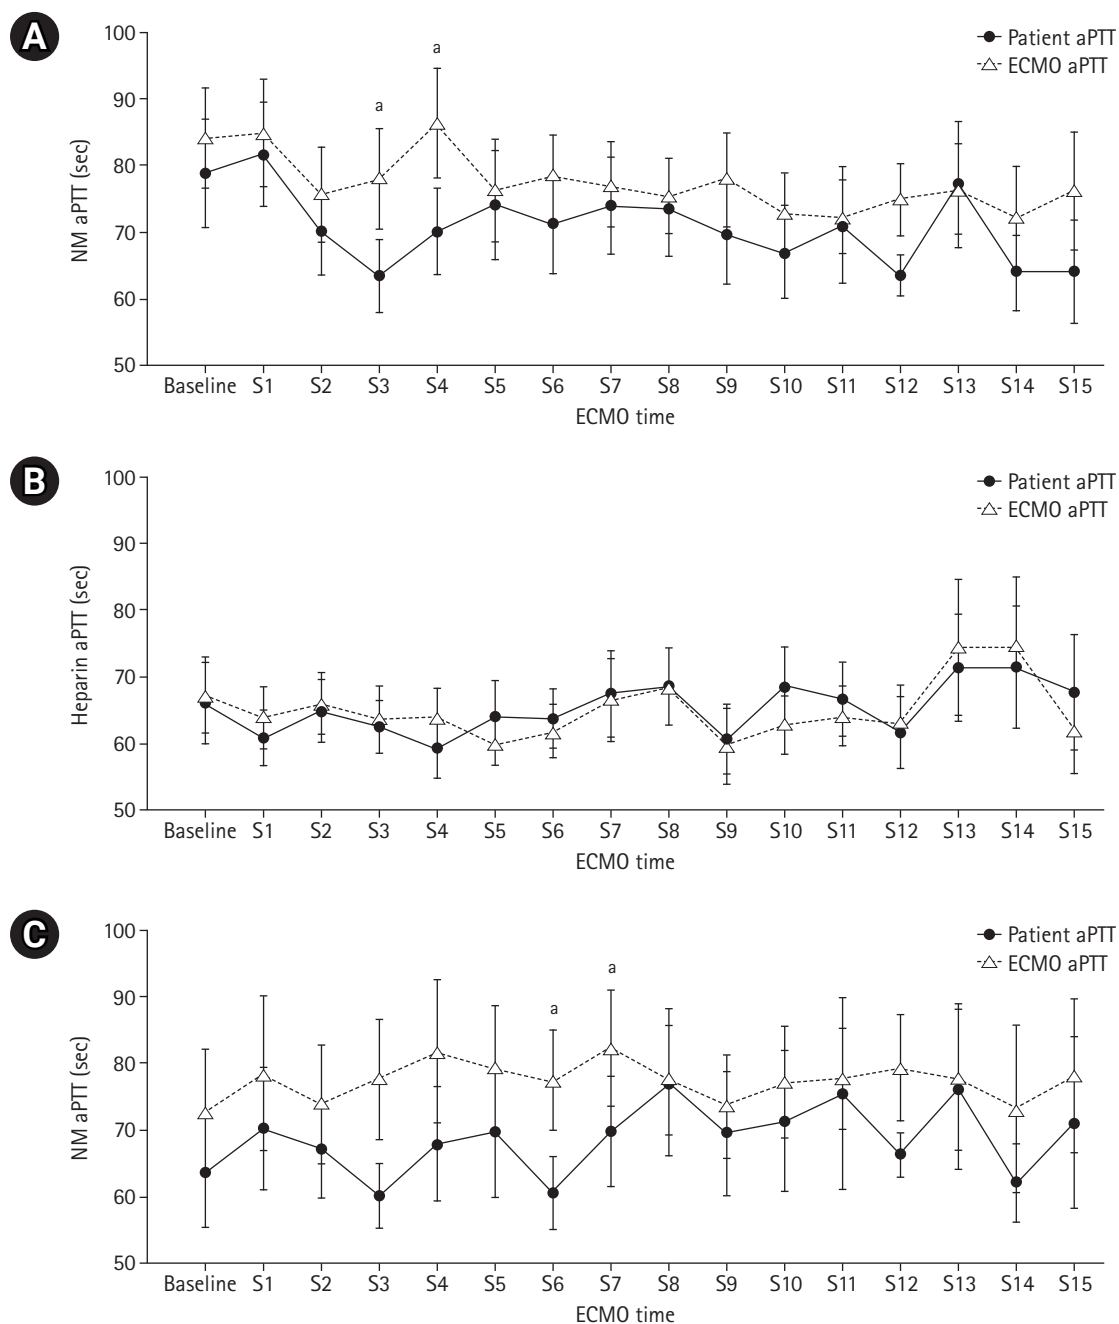 A
100
90
80
70
60
50
NM aPTT (sec)
a
a
Patient aPTT
ECMO aPTT
Baseline S1 S2 S3 S4 S5 S6 S7 S8 S9 S10 S11 S12 S13 S14 S15
ECMO time
B
100
90
80
70
60
50
Heparin aPTT (sec)
Patient aPTT
ECMO aPTT
Baseline S1 S2 S3 S4 S5 S6 S7 S8 S9 S10 S11 S12 S13 S14 S15
ECMO time
C
100
90
80
70
60
50
NM aPTT (sec)
a
a
Patient aPTT
ECMO aPTT
Baseline S1 S2 S3 S4 S5 S6 S7 S8 S9 S10 S11 S12 S13 S14 S15
ECMO time